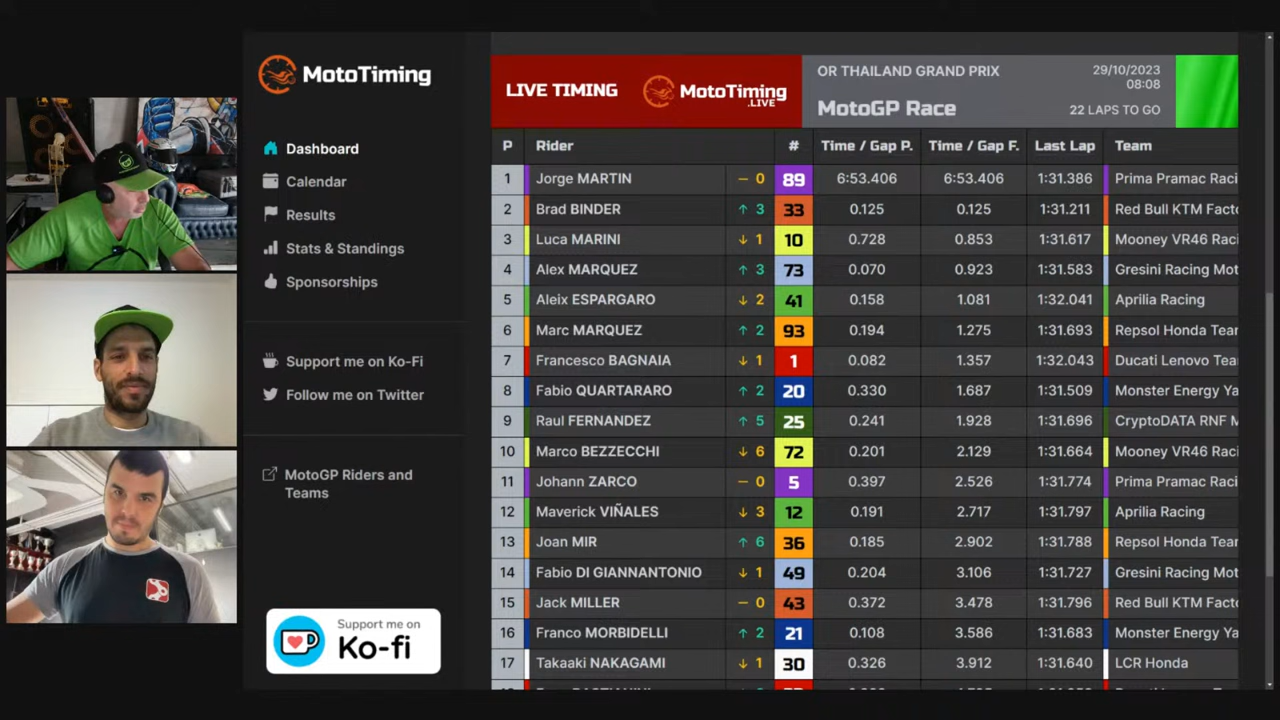 MotoTiming
Dashboard
Calendar
Results
Stats & Standings
Sponsorships
Support me on Ko-Fi
Follow me on Twitter
MotoGP Riders and
Teams
Support me on
Ko-fi
LIVE TIMING
MotoTiming
.LIVE
OR THAILAND GRAND PRIX
29/10/2023
08:08
MotoGP Race
22 LAPS TO GO
P Rider # Time / Gap P. Time / Gap F. Last Lap Team
1 Jorge MARTIN – 0 89 6:53.406 6:53.406 1:31.386 Prima Pramac Raci
2 Brad BINDER ↑ 3 33 0.125 0.125 1:31.211 Red Bull KTM Facto
3 Luca MARINI ↓ 1 10 0.728 0.853 1:31.617 Mooney VR46 Raci
4 Alex MARQUEZ ↑ 3 73 0.070 0.923 1:31.583 Gresini Racing Mot
5 Aleix ESPARGARO ↓ 2 41 0.158 1.081 1:32.041 Aprilia Racing
6 Marc MARQUEZ ↑ 2 93 0.194 1.275 1:31.693 Repsol Honda Tear
7 Francesco BAGNAIA ↓ 1 1 0.082 1.357 1:32.043 Ducati Lenovo Tea
8 Fabio QUARTARARO ↑ 2 20 0.330 1.687 1:31.509 Monster Energy Ya
9 Raul FERNANDEZ ↑ 5 25 0.241 1.928 1:31.696 CryptoDATA RNF M
10 Marco BEZZECCHI ↓ 6 72 0.201 2.129 1:31.664 Mooney VR46 Raci
11 Johann ZARCO – 0 5 0.397 2.526 1:31.774 Prima Pramac Raci
12 Maverick VIÑALES ↓ 3 12 0.191 2.717 1:31.797 Aprilia Racing
13 Joan MIR ↑ 6 36 0.185 2.902 1:31.788 Repsol Honda Tear
14 Fabio DI GIANNANTONIO ↓ 1 49 0.204 3.106 1:31.727 Gresini Racing Mot
15 Jack MILLER – 0 43 0.372 3.478 1:31.796 Red Bull KTM Facto
16 Franco MORBIDELLI ↑ 2 21 0.108 3.586 1:31.683 Monster Energy Ya
17 Takaaki NAKAGAMI ↓ 1 30 0.326 3.912 1:31.640 LCR Honda